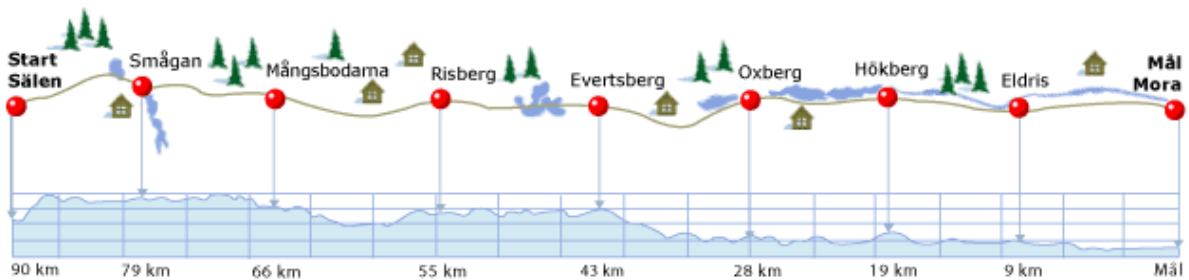 Start
Sälen
Smågan
Mångsbodarna
Risberg
Evertsberg
Oxberg
Hökberg
Eldris
Mål
Mora
90 km
79 km
66 km
55 km
43 km
28 km
19 km
9 km
Mål